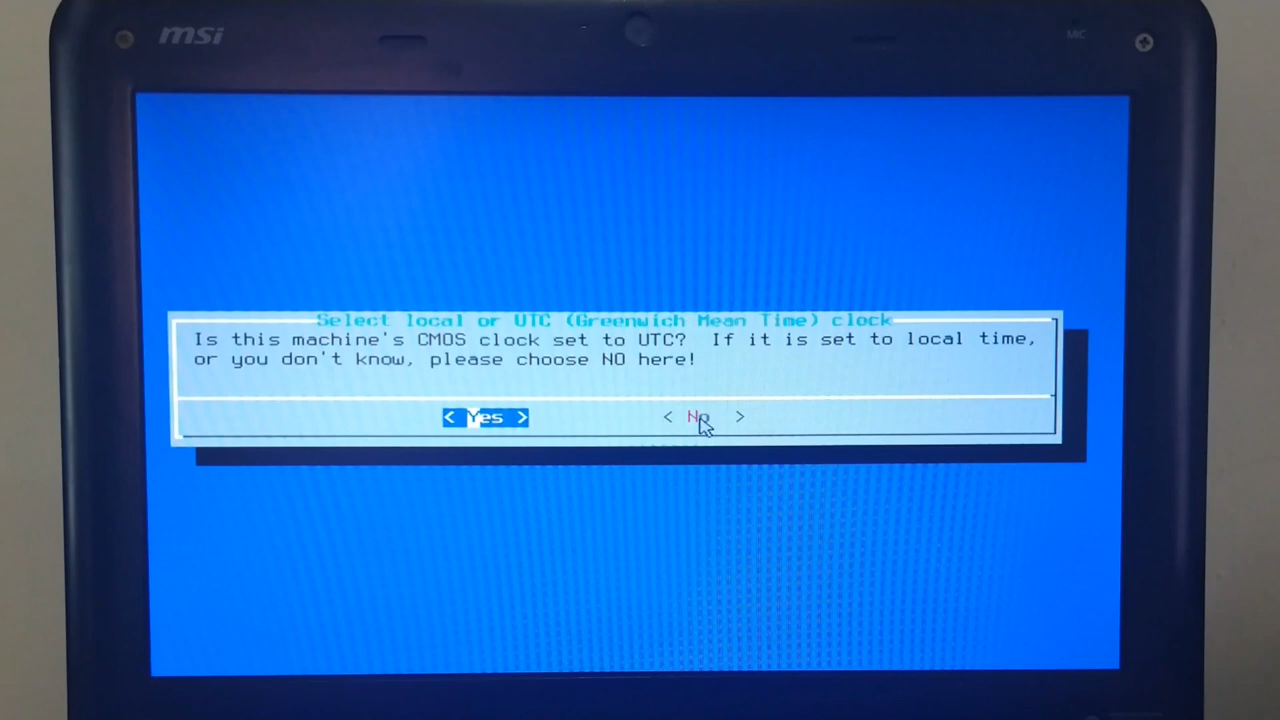 msi
MIC
Select local or UTC (Greenwich Mean Time) clock
Is this machine's CMOS clock set to UTC?  If it is set to local time,
or you don't know, please choose NO here!
< Yes > < No >